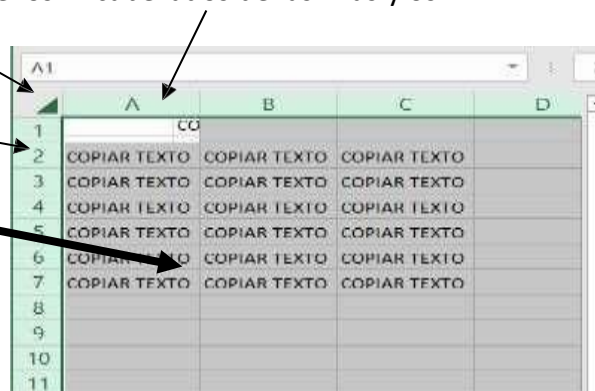 A1
A B C D
1 CO
2 COPIAR TEXTO COPIAR TEXTO COPIAR TEXTO
3 COPIAR TEXTO COPIAR TEXTO COPIAR TEXTO
4 COPIAR TEXTO COPIAR TEXTO COPIAR TEXTO
5 COPIAR TEXTO COPIAR TEXTO COPIAR TEXTO
6 COPIAR TEXTO COPIAR TEXTO COPIAR TEXTO
7 COPIAR TEXTO COPIAR TEXTO COPIAR TEXTO
8
9
10
11